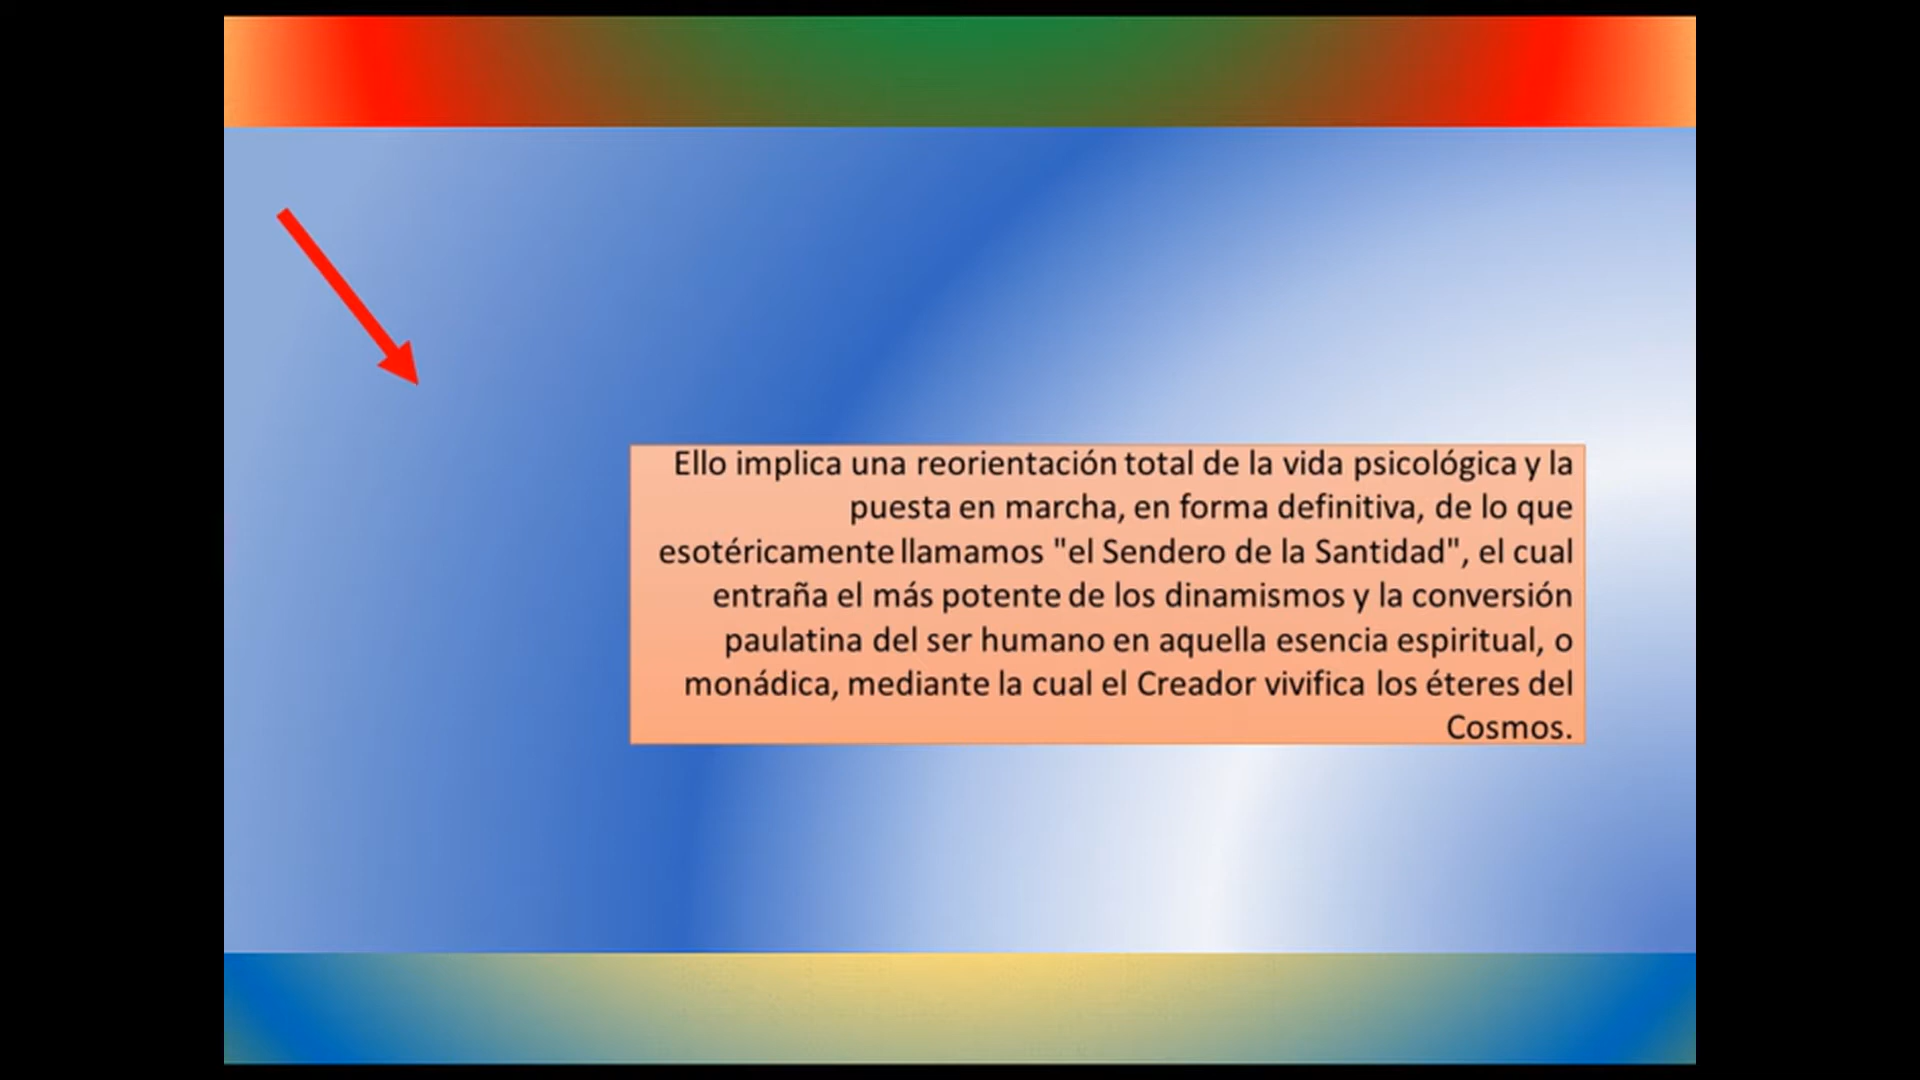 Ello implica una reorientación total de la vida psicológica y la
puesta en marcha, en forma definitiva, de lo que
esotéricamente llamamos "el Sendero de la Santidad", el cual
entraña el más potente de los dinamismos y la conversión
paulatina del ser humano en aquella esencia espiritual, o
monádica, mediante la cual el Creador vivifica los éteres del
Cosmos.